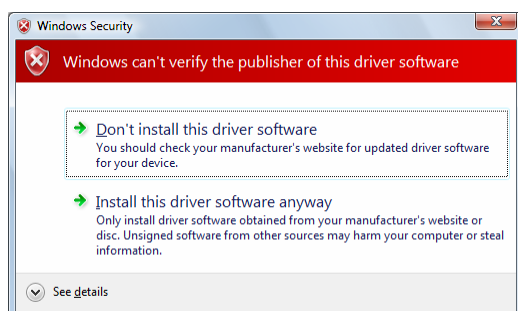 Windows Security
Windows can't verify the publisher of this driver software
Don't install this driver software
You should check your manufacturer's website for updated driver software
for your device.
Install this driver software anyway
Only install driver software obtained from your manufacturer's website or
disc. Unsigned software from other sources may harm your computer or steal
information.
See details